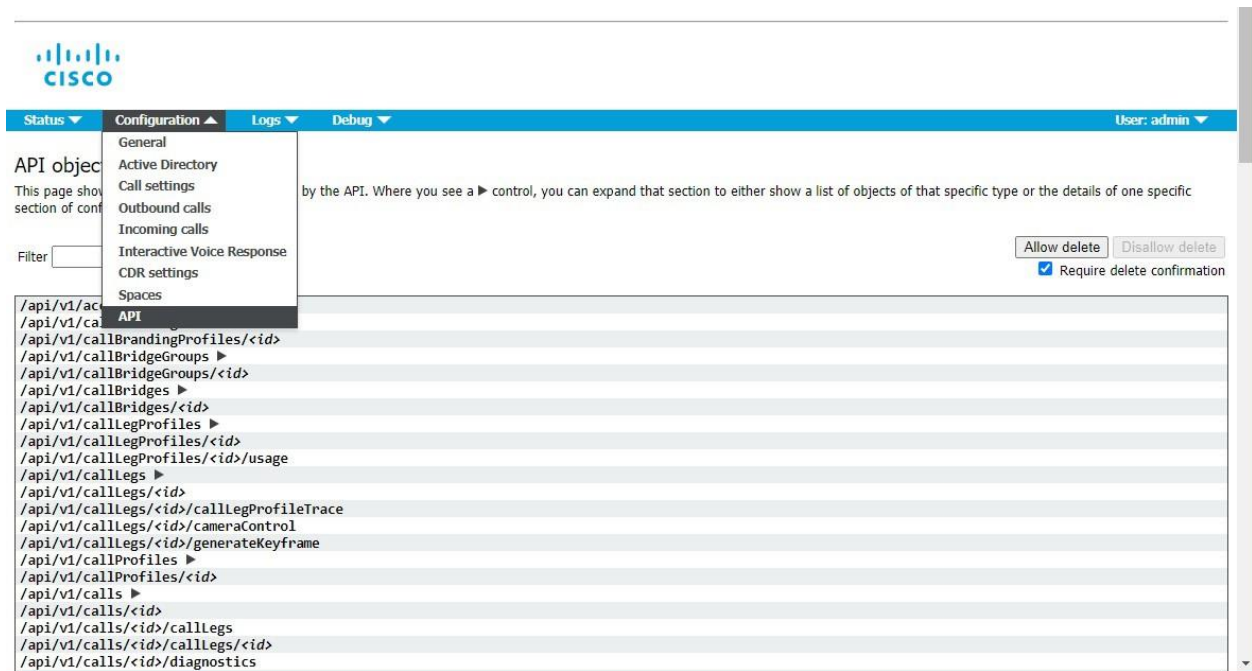 CISCO
Status ▼ Configuration ▲ Logs ▼ Debug ▼ User: admin ▼
General
Active Directory
Call settings
Outbound calls
Incoming calls
Interactive Voice Response
CDR settings
Spaces
API
API objec
This page show by the API. Where you see a ▶ control, you can expand that section to either show a list of objects of that specific type or the details of one specific
section of conf
Filter
Allow delete Disallow delete
Require delete confirmation
/api/v1/ac
/api/v1/ca
/api/v1/callBrandingProfiles/<id>
/api/v1/callBridgeGroups ▶
/api/v1/callBridgeGroups/<id>
/api/v1/callBridges ▶
/api/v1/callBridges/<id>
/api/v1/callLegProfiles ▶
/api/v1/callLegProfiles/<id>
/api/v1/callLegProfiles/<id>/usage
/api/v1/callLegs ▶
/api/v1/callLegs/<id>
/api/v1/callLegs/<id>/callLegProfileTrace
/api/v1/callLegs/<id>/cameraControl
/api/v1/callLegs/<id>/generateKeyframe
/api/v1/callProfiles ▶
/api/v1/callProfiles/<id>
/api/v1/calls ▶
/api/v1/calls/<id>
/api/v1/calls/<id>/callLegs
/api/v1/calls/<id>/callLegs/<id>
/api/v1/calls/<id>/diagnostics